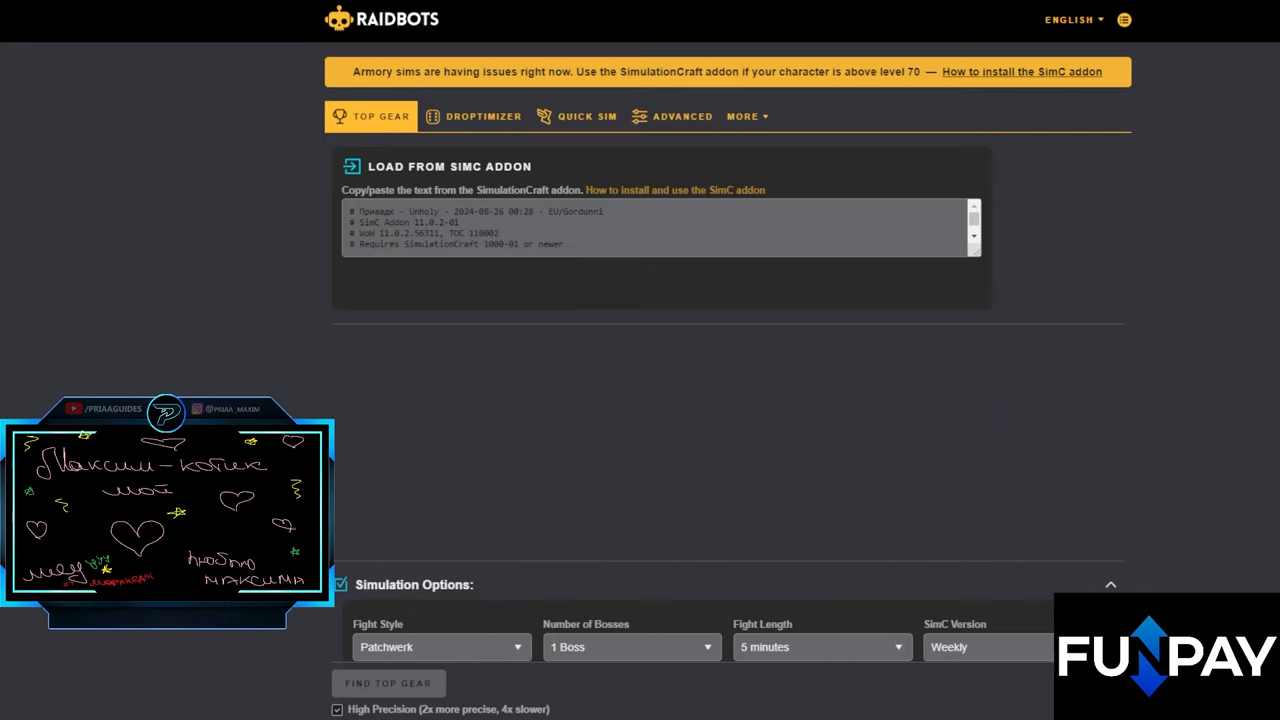 RAIDBOTS
ENGLISH
Armory sims are having issues right now. Use the SimulationCraft addon if your character is above level 70 — How to install the SimC addon
TOP GEAR
DROPTIMIZER
QUICK SIM
ADVANCED
MORE
LOAD FROM SIMC ADDON
Copy/paste the text from the SimulationCraft addon. How to install and use the SimC addon
# Приаадк - Unholy - 2024-08-26 00:28 - EU/Gordunni
# SimC Addon 11.0.2-01
# WoW 11.0.2.56311, TOC 110002
# Requires SimulationCraft 1000-01 or newer
/PRIAAGUIDES
@PRIAA_MAXIM
Максим - котик
мой
люблю
МАКСИМА
Simulation Options:
Fight Style
Number of Bosses
Fight Length
SimC Version
Patchwerk
1 Boss
5 minutes
Weekly
FIND TOP GEAR
High Precision (2x more precise, 4x slower)
FUNPAY